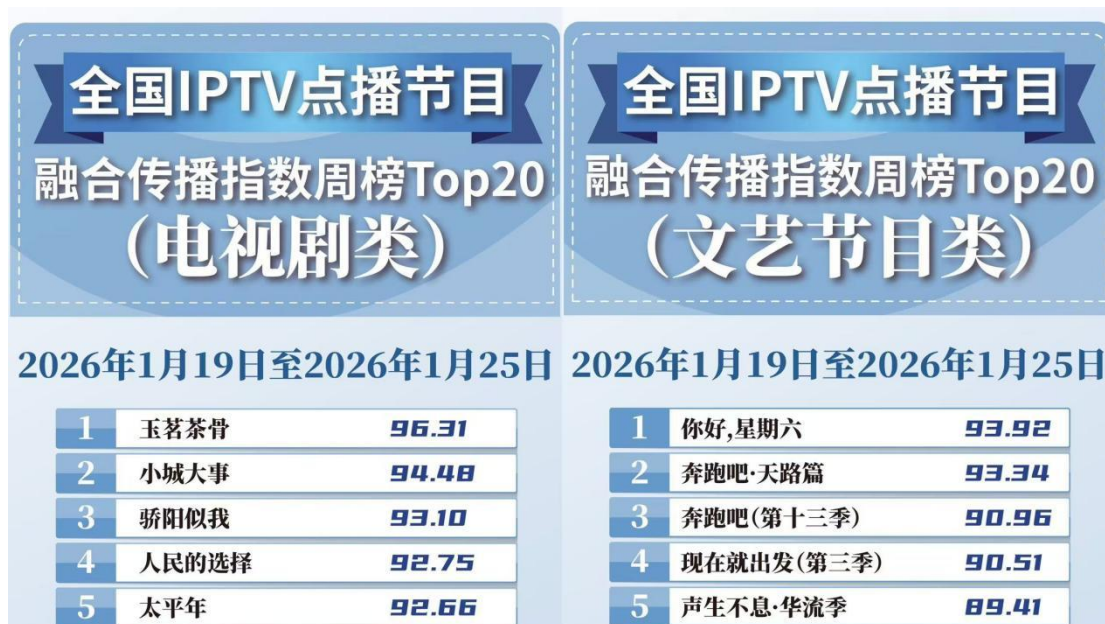 全国IPTV点播节目
融合传播指数周榜Top20
（电视剧类）
2026年1月19日至2026年1月25日
1 玉茗茶骨 96.31
2 小城大事 94.48
3 骄阳似我 93.10
4 人民的选择 92.75
5 太平年 92.66
全国IPTV点播节目
融合传播指数周榜Top20
（文艺节目类）
2026年1月19日至2026年1月25日
1 你好,星期六 93.92
2 奔跑吧·天路篇 93.34
3 奔跑吧(第十三季) 90.96
4 现在就出发(第三季) 90.51
5 声生不息·华流季 89.41